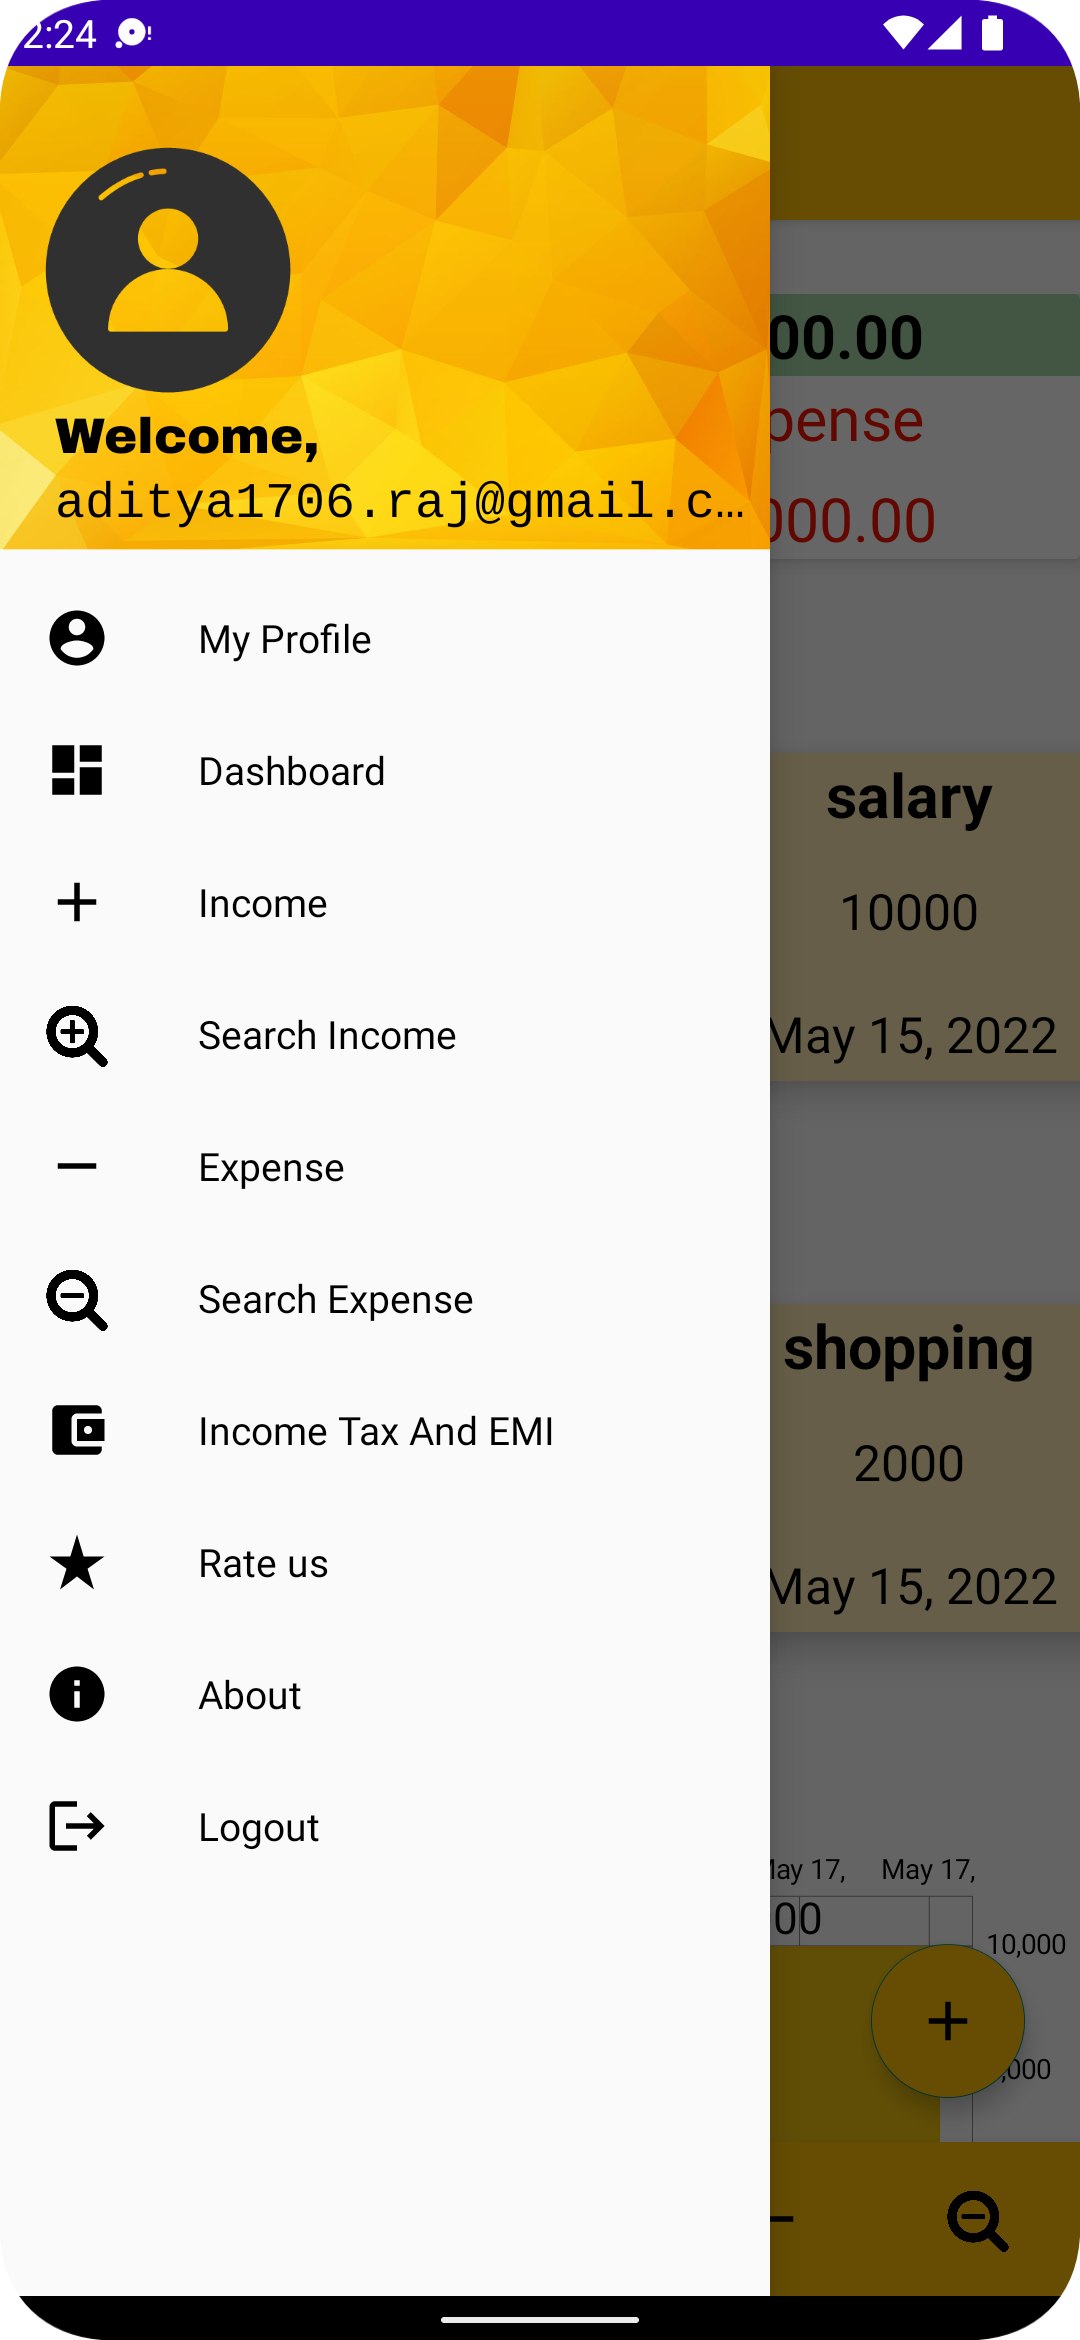 2:24
Welcome,
aditya1706.raj@gmail.c…
My Profile
Dashboard
Income
Search Income
Expense
Search Expense
Income Tax And EMI
Rate us
About
Logout
00.00
pense
000.00
salary
10000
May 15, 2022
shopping
2000
May 15, 2022
May 17, May 17,
00
10,000
,000